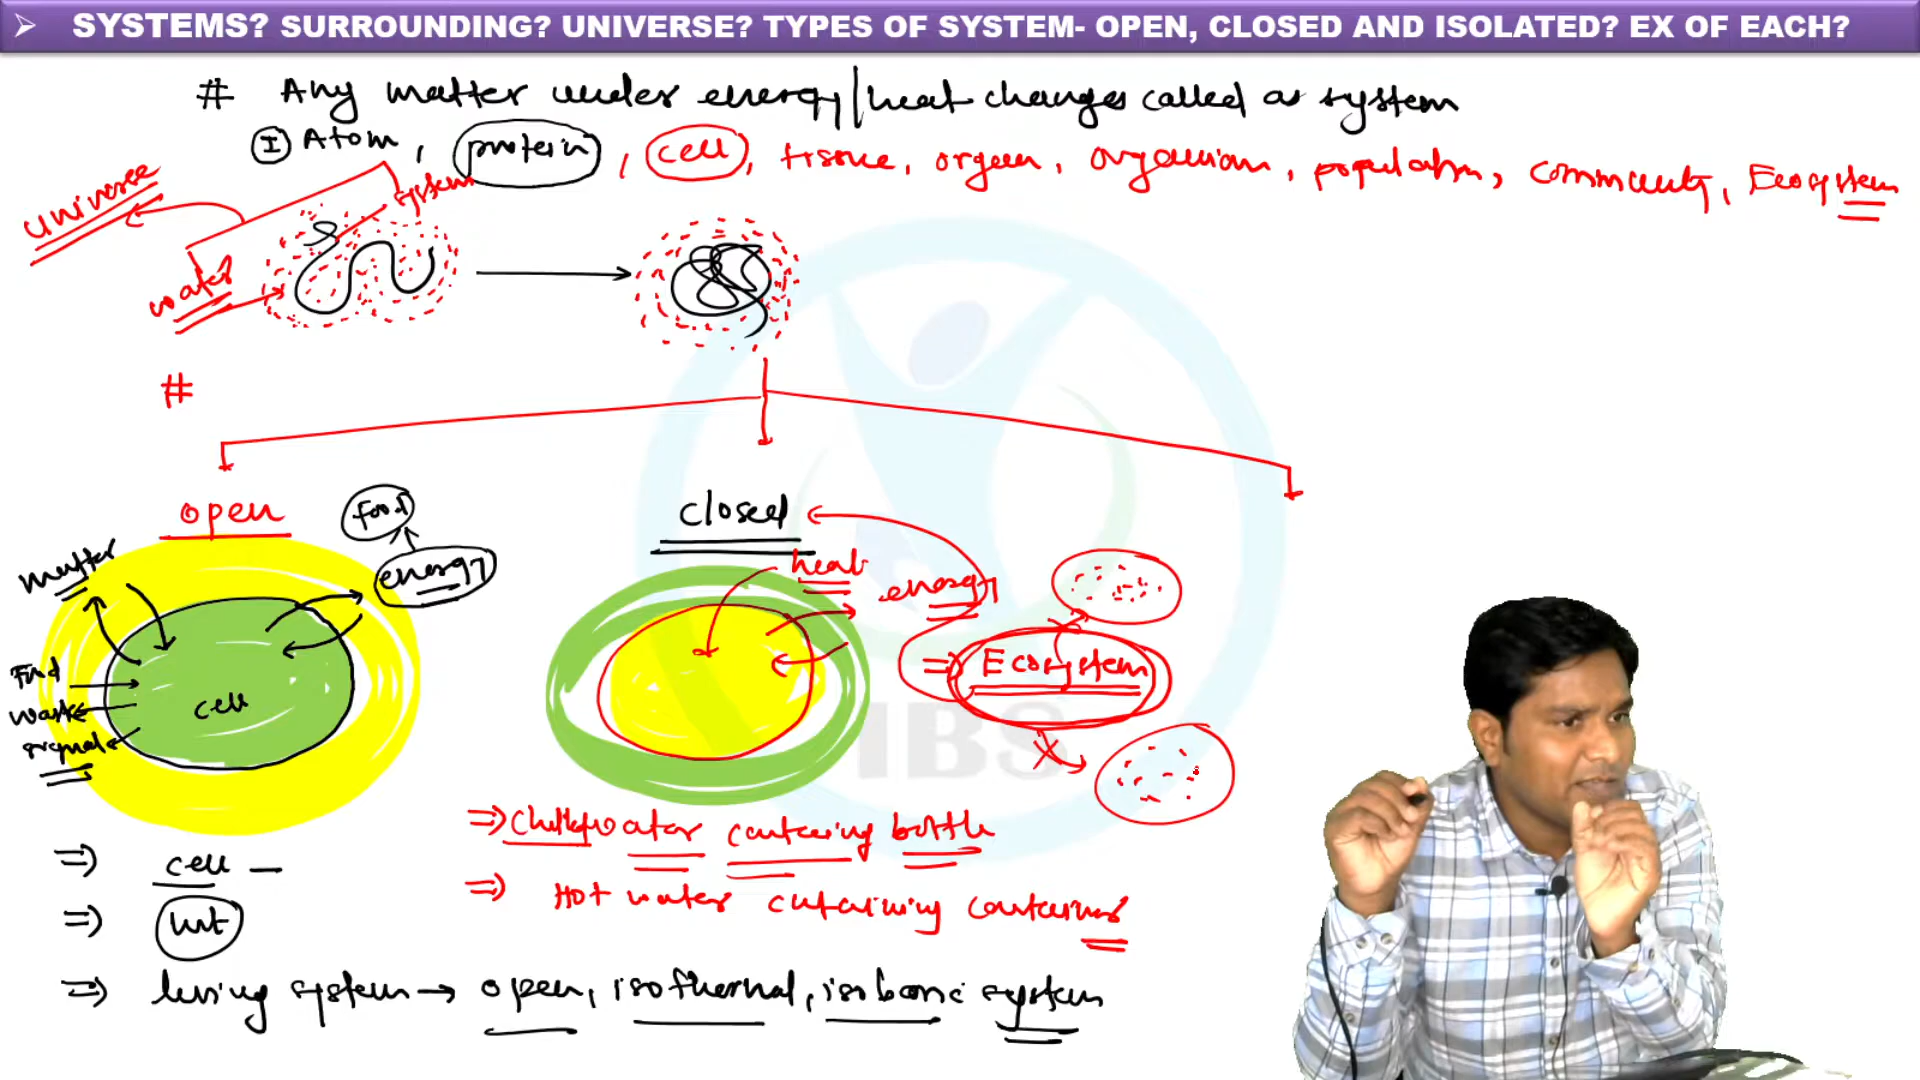 SYSTEMS? SURROUNDING? UNIVERSE? TYPES OF SYSTEM- OPEN, CLOSED AND ISOLATED? EX OF EACH?
# Any matter under energy/heat changes called as system
I Atom, protein, cell, tissue, organ, organism, population, community, Ecosystem
universe
system
water
#
open
closed
food
matter
energy
heat
energy
cell
Food
waste
signal
=> Ecosystem
IBS
=> Chilled water containing bottle
=> cell –
=> Hot water containing container
=>
=> living system → open, isothermal, isobaric system